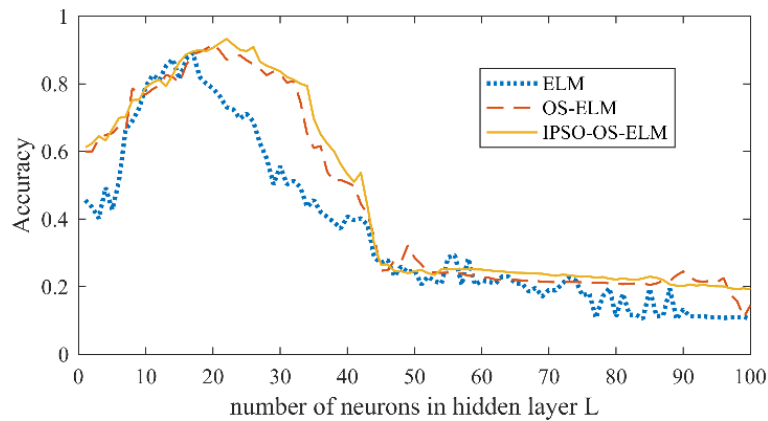 1
0.8
0.6
0.4
0.2
0
Accuracy
ELM
OS-ELM
IPSO-OS-ELM
0 10 20 30 40 50 60 70 80 90 100
number of neurons in hidden layer L